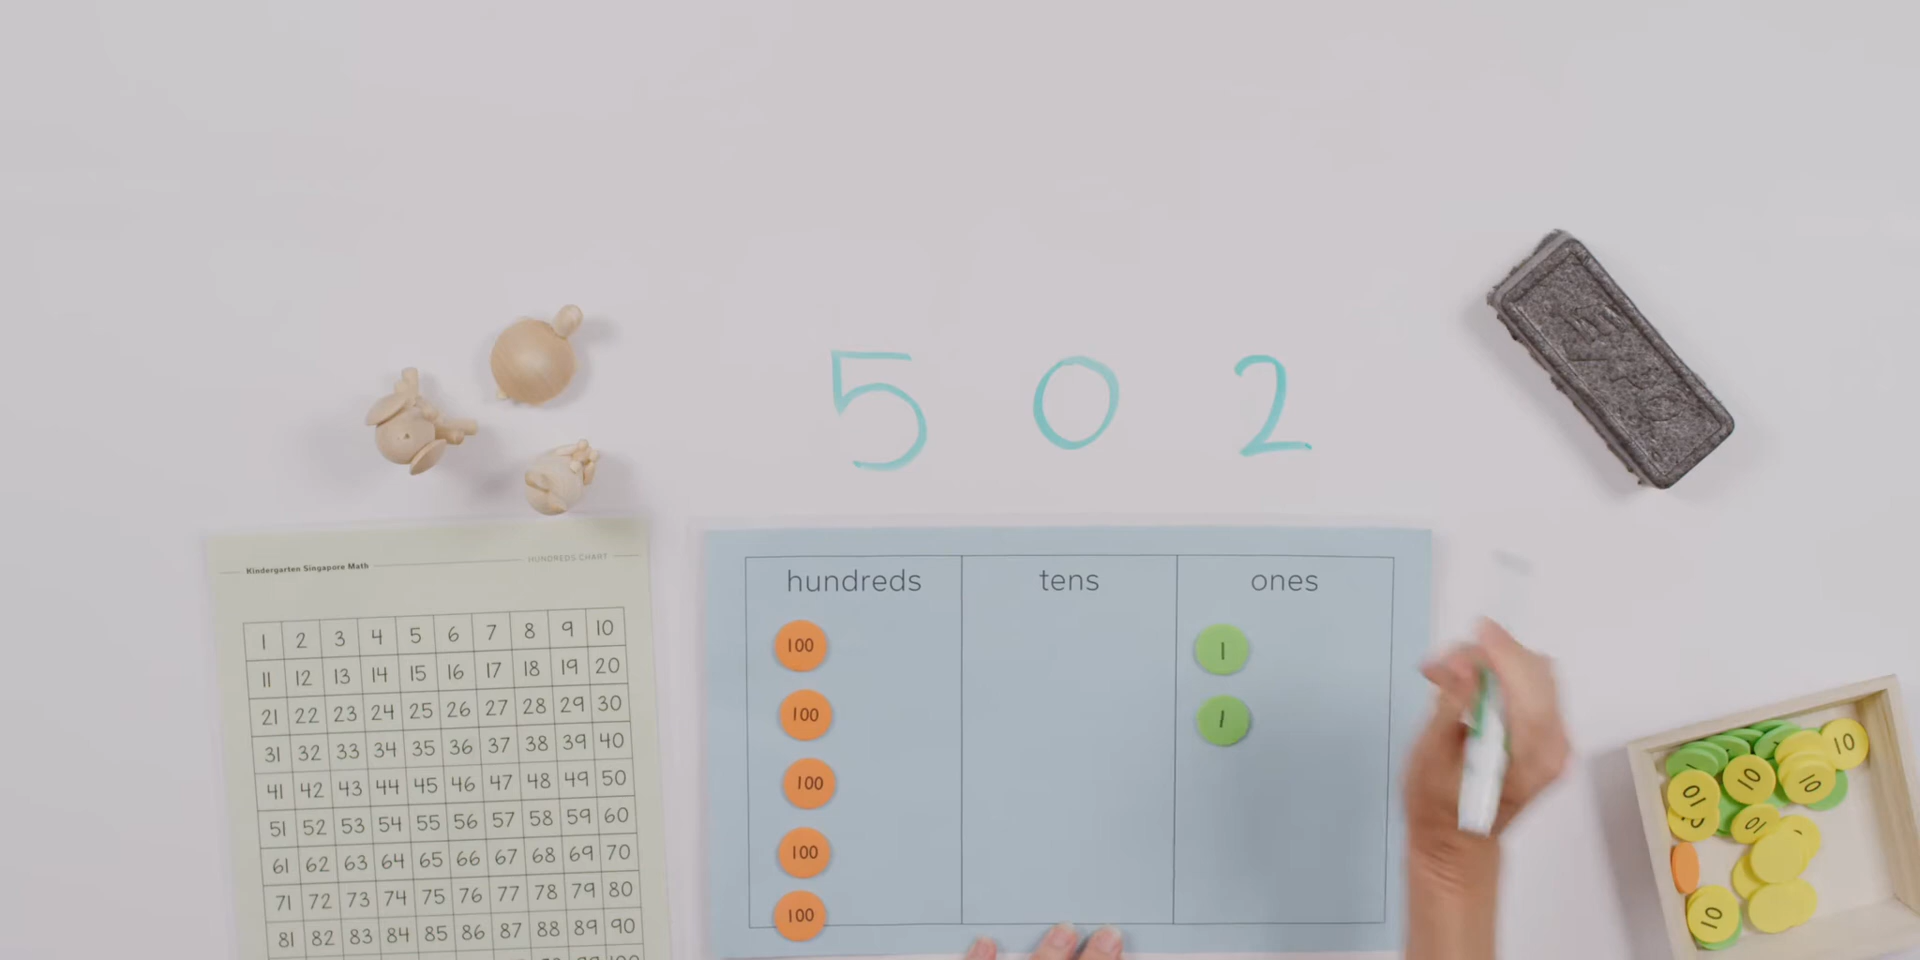 5 0 2
Kindergarten Singapore Math HUNDREDS CHART
1 2 3 4 5 6 7 8 9 10
11 12 13 14 15 16 17 18 19 20
21 22 23 24 25 26 27 28 29 30
31 32 33 34 35 36 37 38 39 40
41 42 43 44 45 46 47 48 49 50
51 52 53 54 55 56 57 58 59 60
61 62 63 64 65 66 67 68 69 70
71 72 73 74 75 76 77 78 79 80
81 82 83 84 85 86 87 88 89 90
hundreds tens ones
100 1
100 1
100
100
100
10
10
10
10
10
10